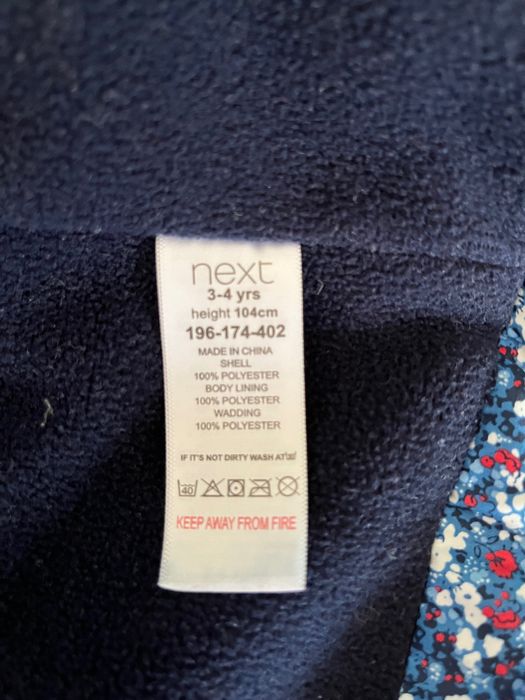 next
3-4 yrs
height 104cm
196-174-402
MADE IN CHINA
SHELL
100% POLYESTER
BODY LINING
100% POLYESTER
WADDING
100% POLYESTER
IF IT'S NOT DIRTY WASH AT 30
40
KEEP AWAY FROM FIRE